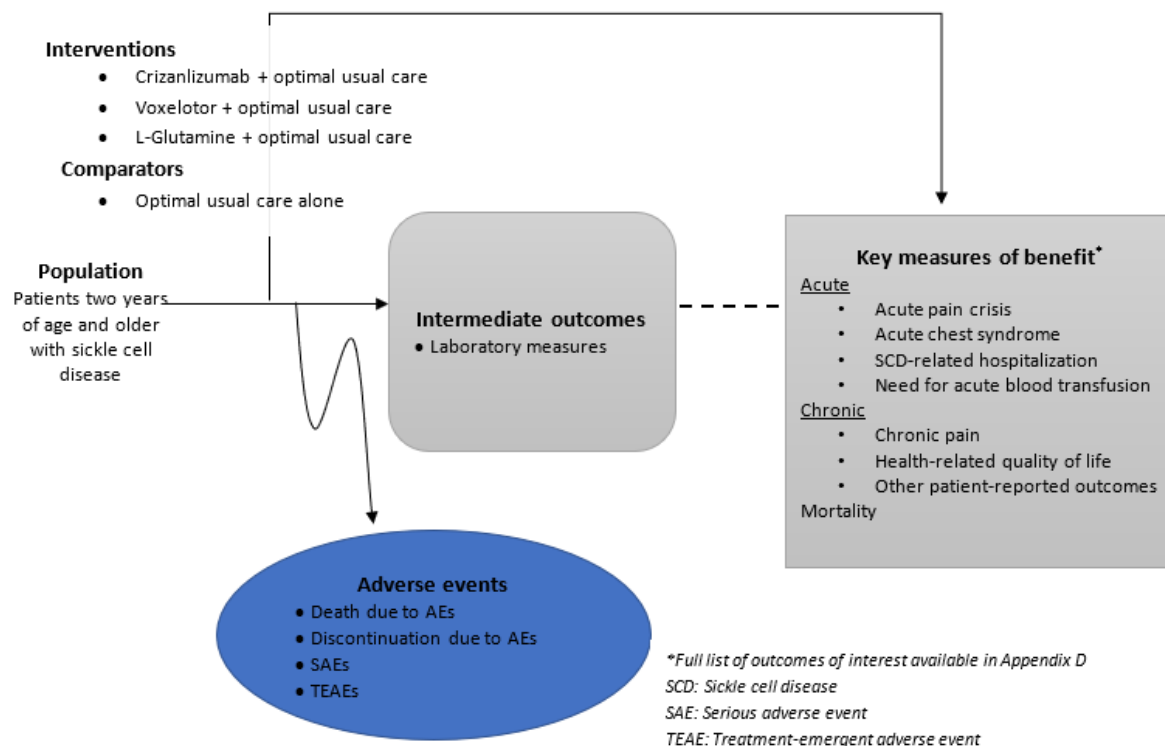 Interventions
● Crizanlizumab + optimal usual care
● Voxelotor + optimal usual care
● L-Glutamine + optimal usual care
Comparators
● Optimal usual care alone
Population
Patients two years
of age and older
with sickle cell
disease
Intermediate outcomes
● Laboratory measures
Key measures of benefit*
Acute
• Acute pain crisis
• Acute chest syndrome
• SCD-related hospitalization
• Need for acute blood transfusion
Chronic
• Chronic pain
• Health-related quality of life
• Other patient-reported outcomes
Mortality
Adverse events
● Death due to AEs
● Discontinuation due to AEs
● SAEs
● TEAEs
*Full list of outcomes of interest available in Appendix D
SCD: Sickle cell disease
SAE: Serious adverse event
TEAE: Treatment-emergent adverse event